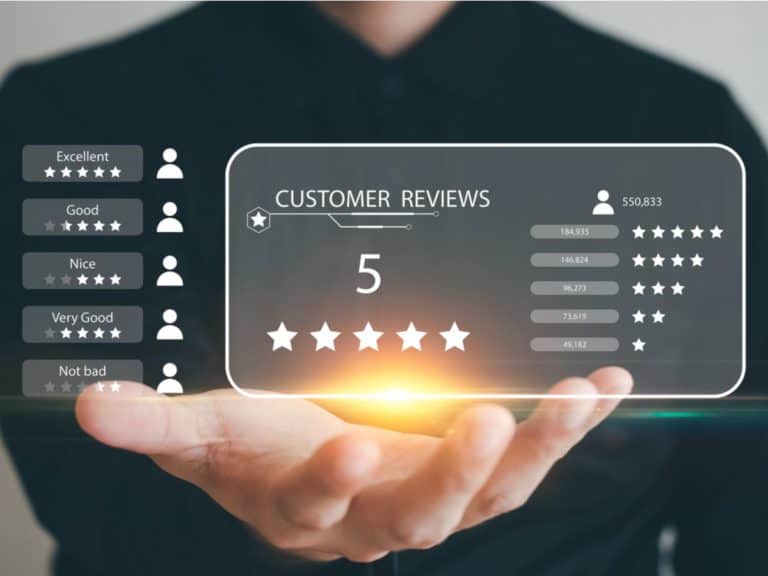 Excellent
Good
Nice
Very Good
Not bad
CUSTOMER REVIEWS
5
550,833
184,935
146,824
96,273
73,619
49,182